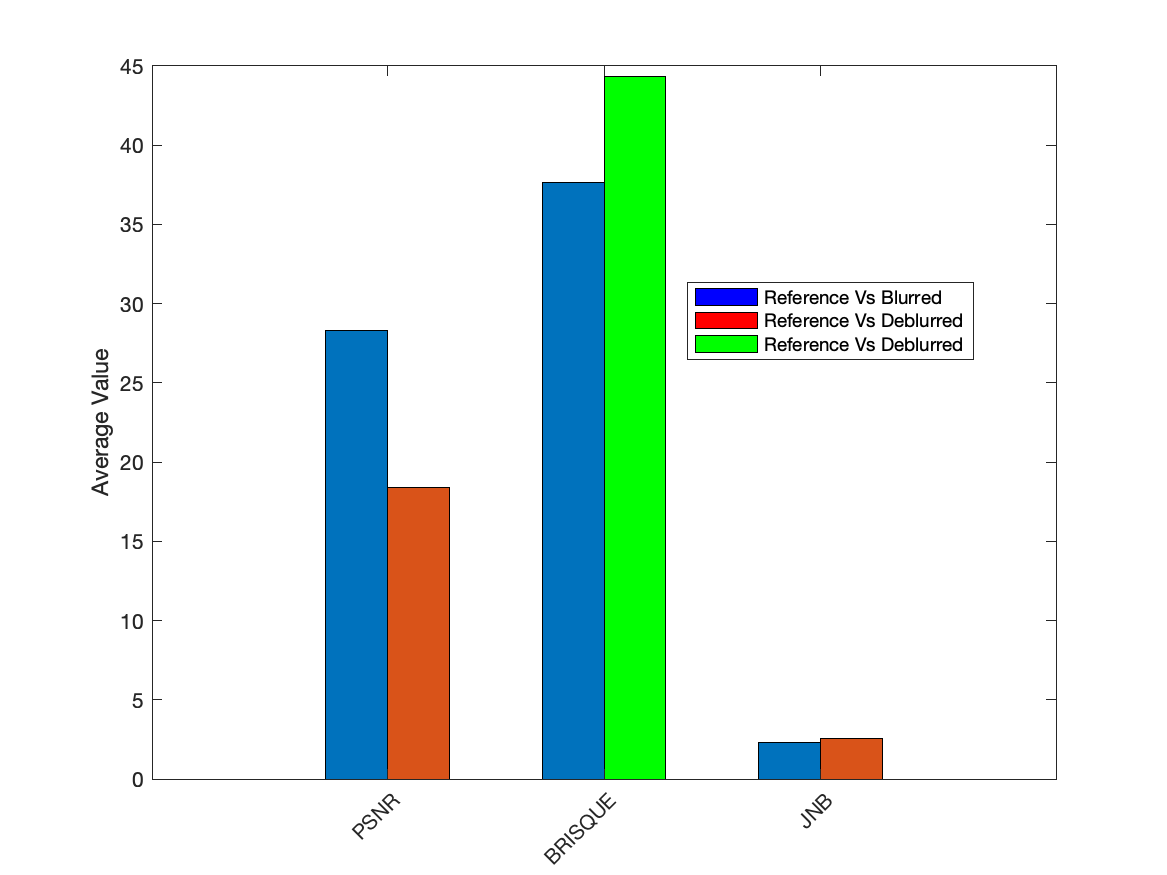 45
40
35
30
25
20
15
10
5
0
Average Value
Reference Vs Blurred
Reference Vs Deblurred
Reference Vs Deblurred
PSNR
BRISQUE
JNB